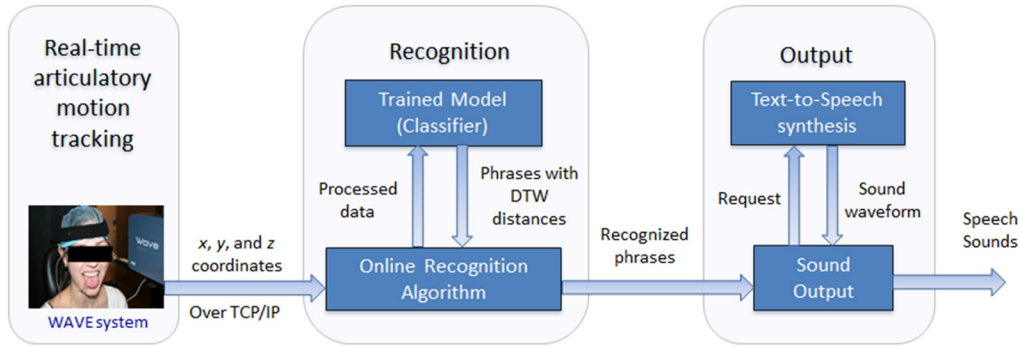 Real-time
articulatory
motion
tracking
wave
WAVE system
x, y, and z
coordinates
Over TCP/IP
Recognition
Trained Model
(Classifier)
Processed
data
Phrases with
DTW
distances
Online Recognition
Algorithm
Recognized
phrases
Output
Text-to-Speech
synthesis
Request
Sound
waveform
Sound
Output
Speech
Sounds